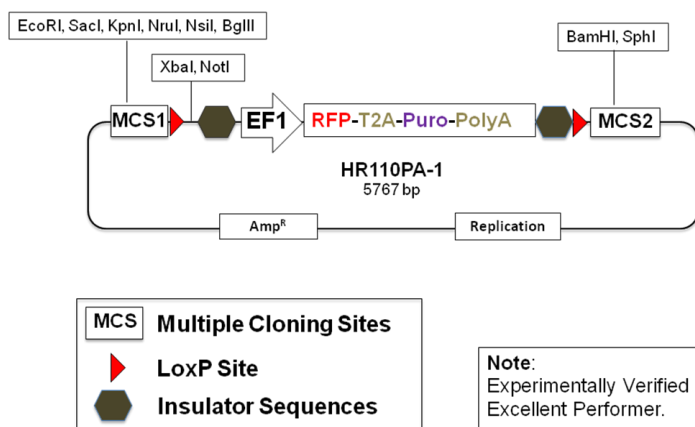 EcoRI, SacI, KpnI, NruI, NsiI, BglII
BamHI, SphI
XbaI, NotI
MCS1
EF1
RFP-T2A-Puro-PolyA
MCS2
HR110PA-1
5767 bp
Amp^R
Replication
MCS Multiple Cloning Sites
LoxP Site
Insulator Sequences
Note:
Experimentally Verified
Excellent Performer.